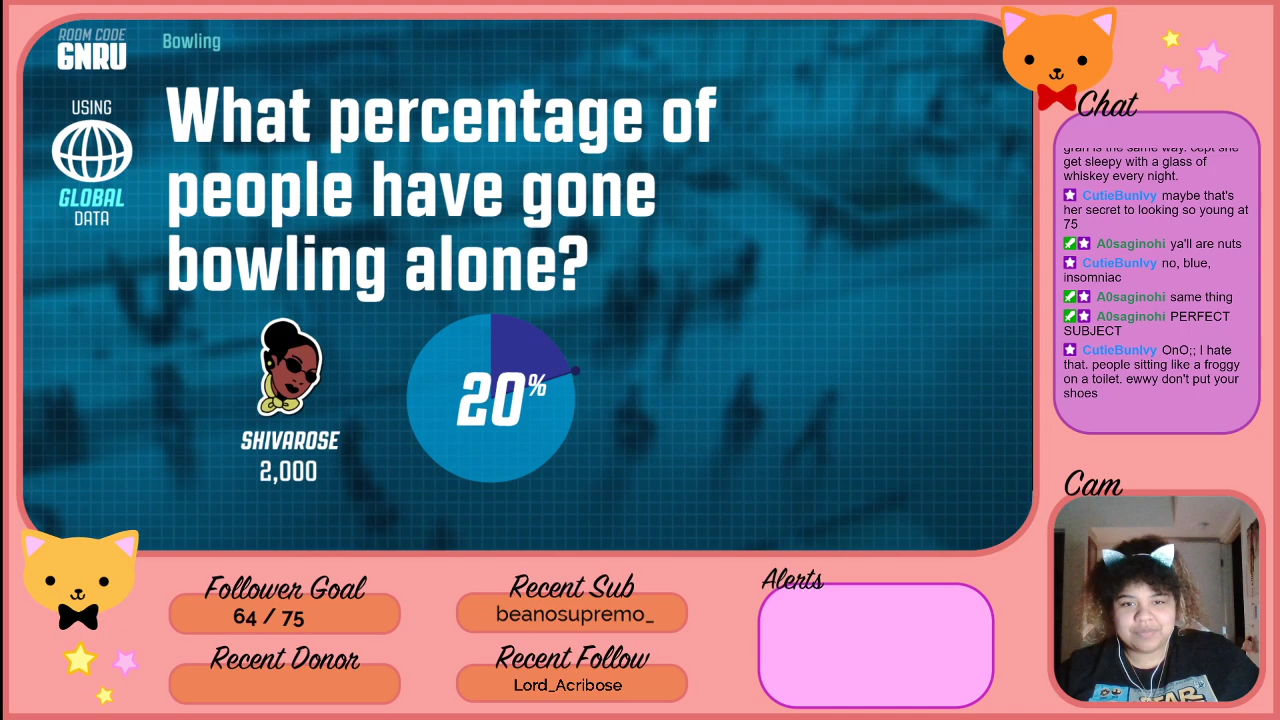 ROOM CODE
GNRU
Bowling
USING
GLOBAL
DATA
What percentage of
people have gone
bowling alone?
20%
SHIVAROSE
2,000
Chat
gran is the same way. cept she
get sleepy with a glass of
whiskey every night.
CutieBunIvy maybe that's
her secret to looking so young at
75
A0saginohi ya'll are nuts
CutieBunIvy no, blue,
insomniac
A0saginohi same thing
A0saginohi PERFECT
SUBJECT
CutieBunIvy OnO;; I hate
that. people sitting like a froggy
on a toilet. ewwy don't put your
shoes
Cam
Follower Goal
64 / 75
Recent Donor
Recent Sub
beanosupremo_
Recent Follow
Lord_Acribose
Alerts